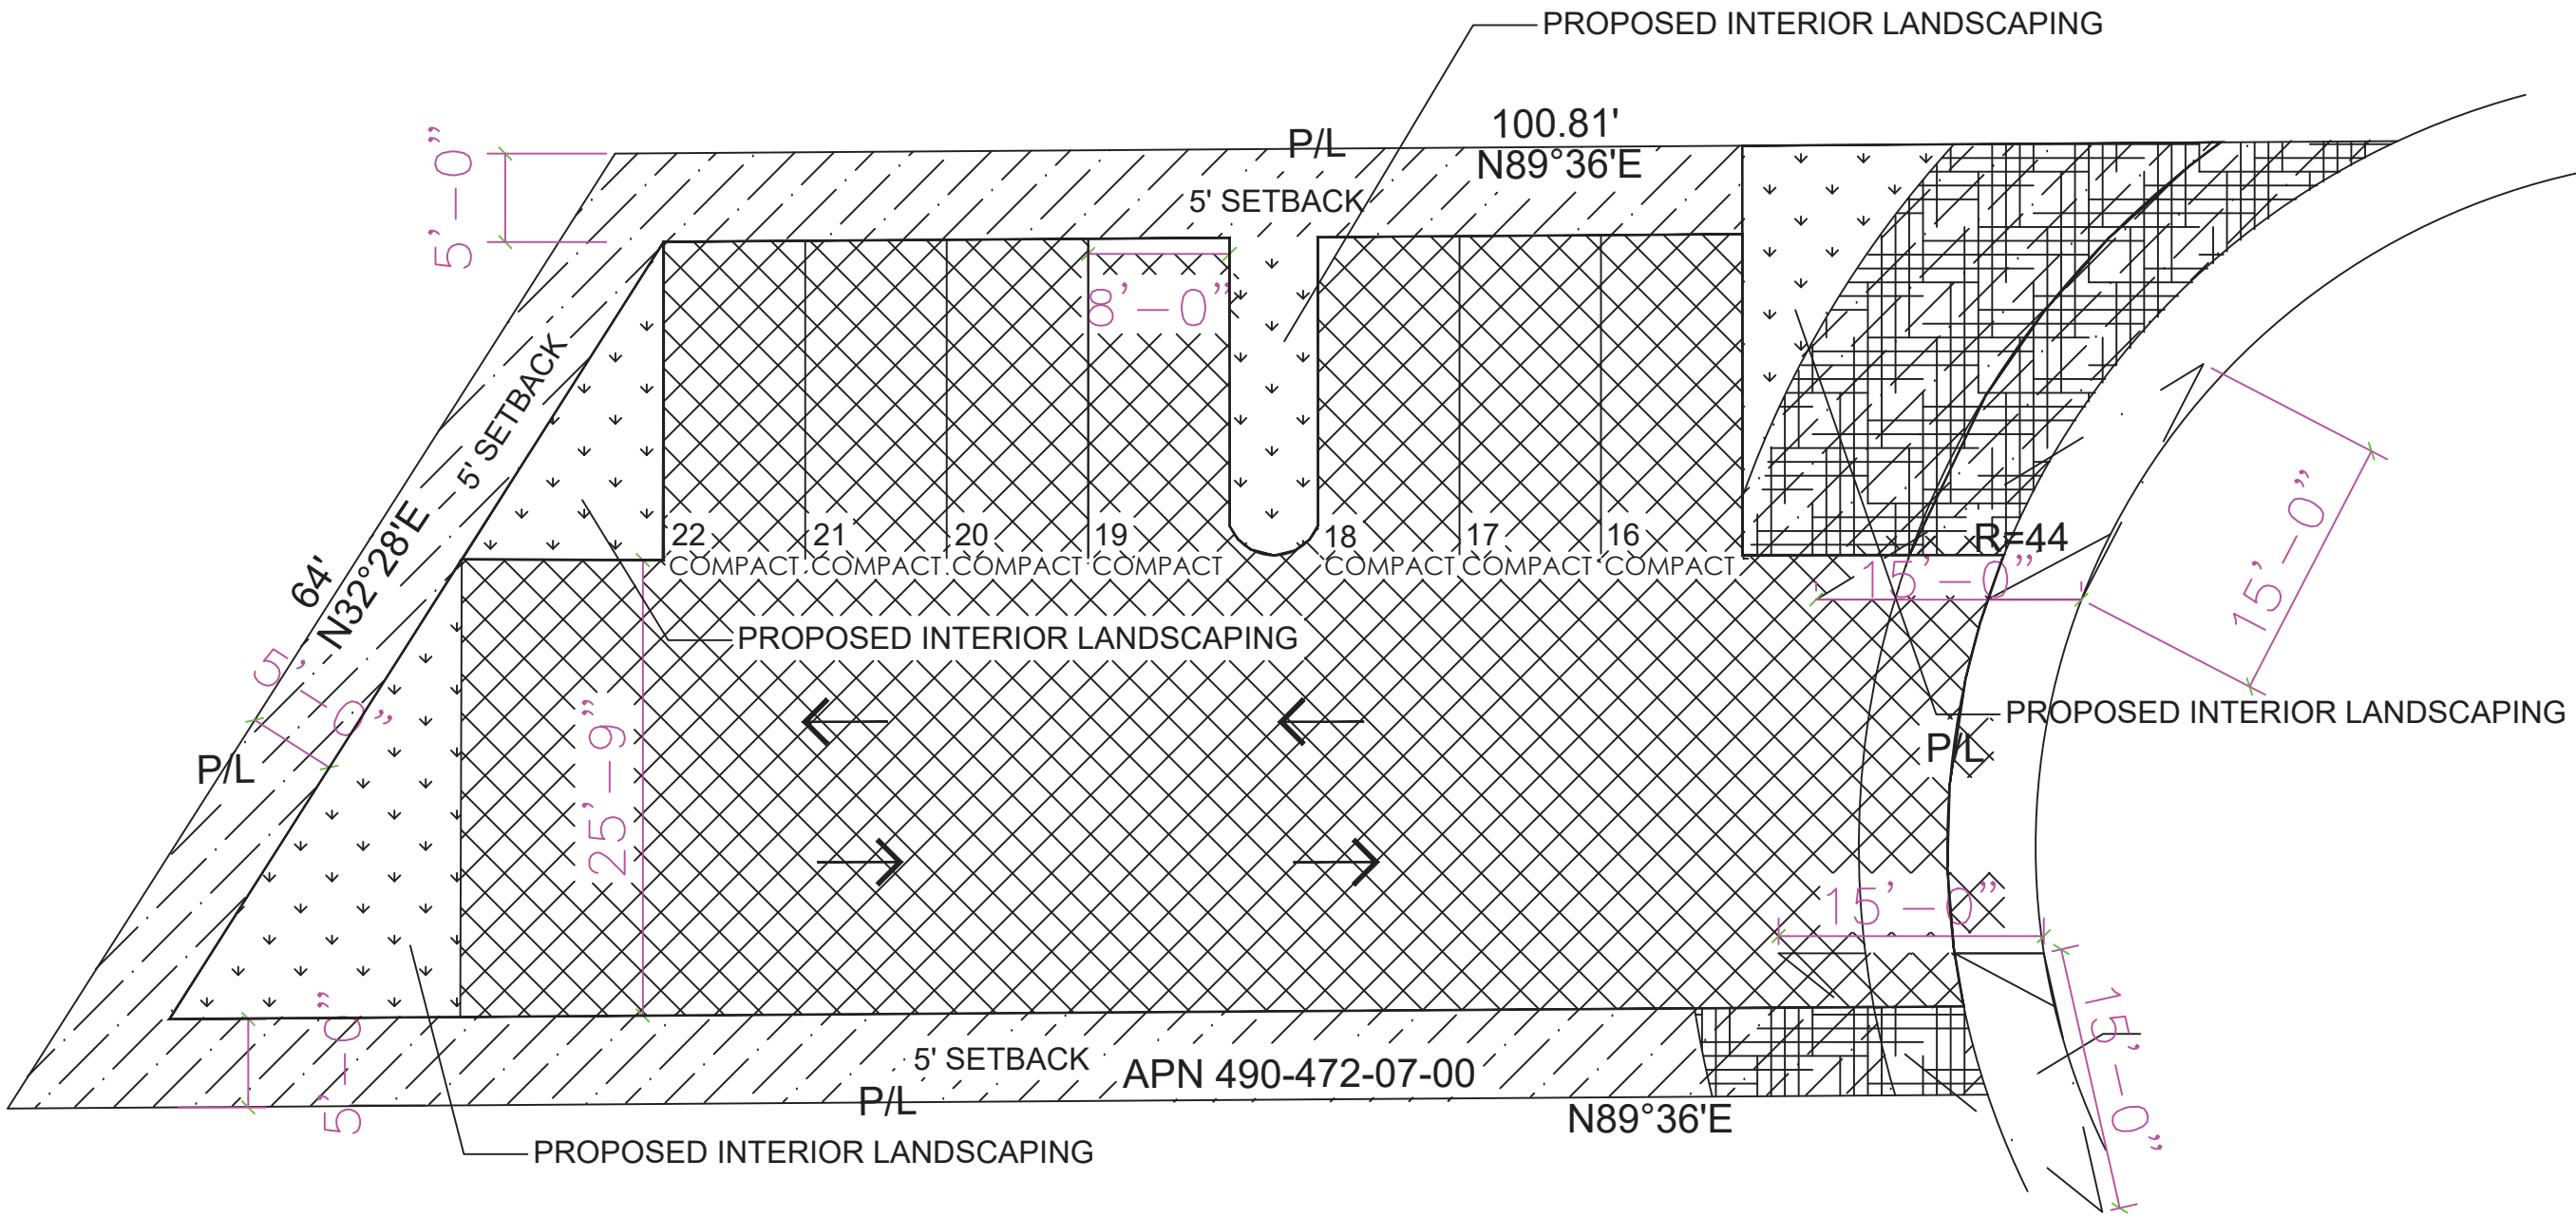 PROPOSED INTERIOR LANDSCAPING
100.81'
P/L
N89°36'E
5'-0"
5' SETBACK
8'-0"
5' SETBACK
64'
N32°28'E
22
21
20
19
18
17
16
COMPACT
COMPACT
COMPACT
COMPACT
COMPACT
COMPACT
COMPACT
R=44
15'-0"
15'-0"
PROPOSED INTERIOR LANDSCAPING
5'-0"
PROPOSED INTERIOR LANDSCAPING
P/L
P/L
25'-9"
15'-0"
15'-0"
5'-0"
5' SETBACK
APN 490-472-07-00
P/L
N89°36'E
PROPOSED INTERIOR LANDSCAPING